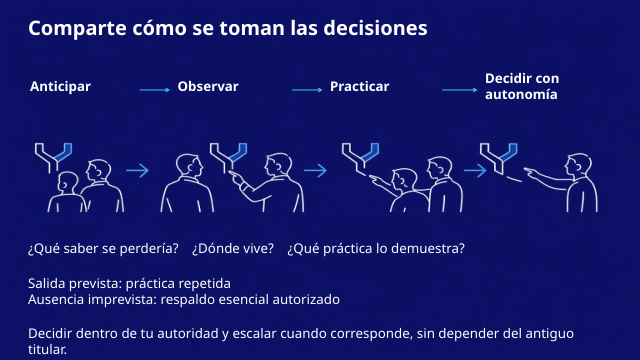 Comparte cómo se toman las decisiones
Anticipar
Observar
Practicar
Decidir con
autonomía
¿Qué saber se perdería? ¿Dónde vive? ¿Qué práctica lo demuestra?
Salida prevista: práctica repetida
Ausencia imprevista: respaldo esencial autorizado
Decidir dentro de tu autoridad y escalar cuando corresponde, sin depender del antiguo
titular.